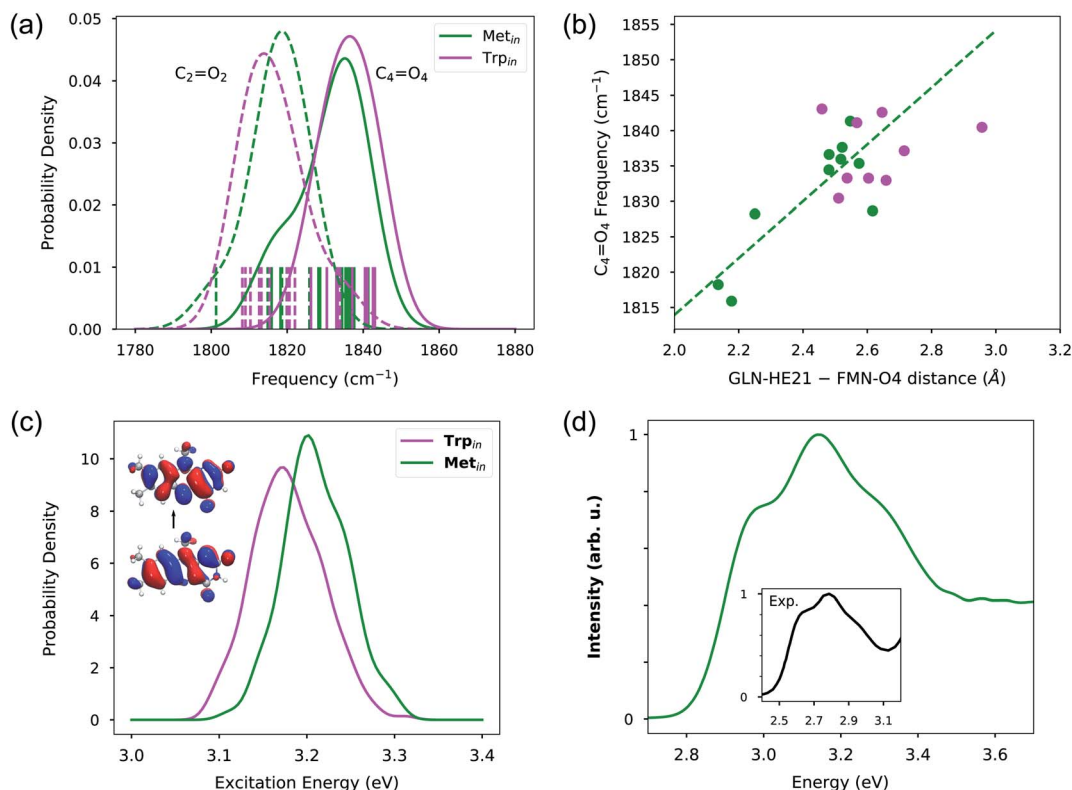 (a)
0.05
0.04
0.03
0.02
0.01
0.00
Probability Density
C₂=O₂
C₄=O₄
Met_in
Trp_in
1780 1800 1820 1840 1860 1880
Frequency (cm⁻¹)
(b)
1855
1850
1845
1840
1835
1830
1825
1820
1815
C₄=O₄ Frequency (cm⁻¹)
2.0 2.2 2.4 2.6 2.8 3.0 3.2
GLN-HE21 − FMN-O4 distance (Å)
(c)
10
8
6
4
2
0
Probability Density
Trp_in
Met_in
3.0 3.1 3.2 3.3 3.4
Excitation Energy (eV)
(d)
1
0
Intensity (arb. u.)
Exp.
1
0
2.5 2.7 2.9 3.1
2.8 3.0 3.2 3.4 3.6
Energy (eV)